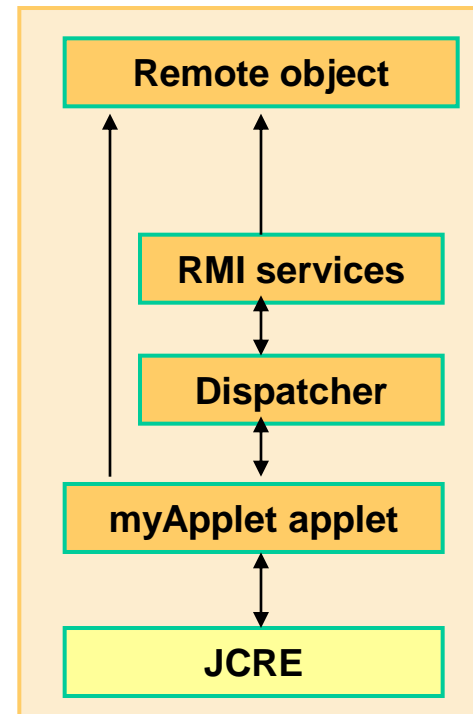 Remote object
RMI services
Dispatcher
myApplet applet
JCRE